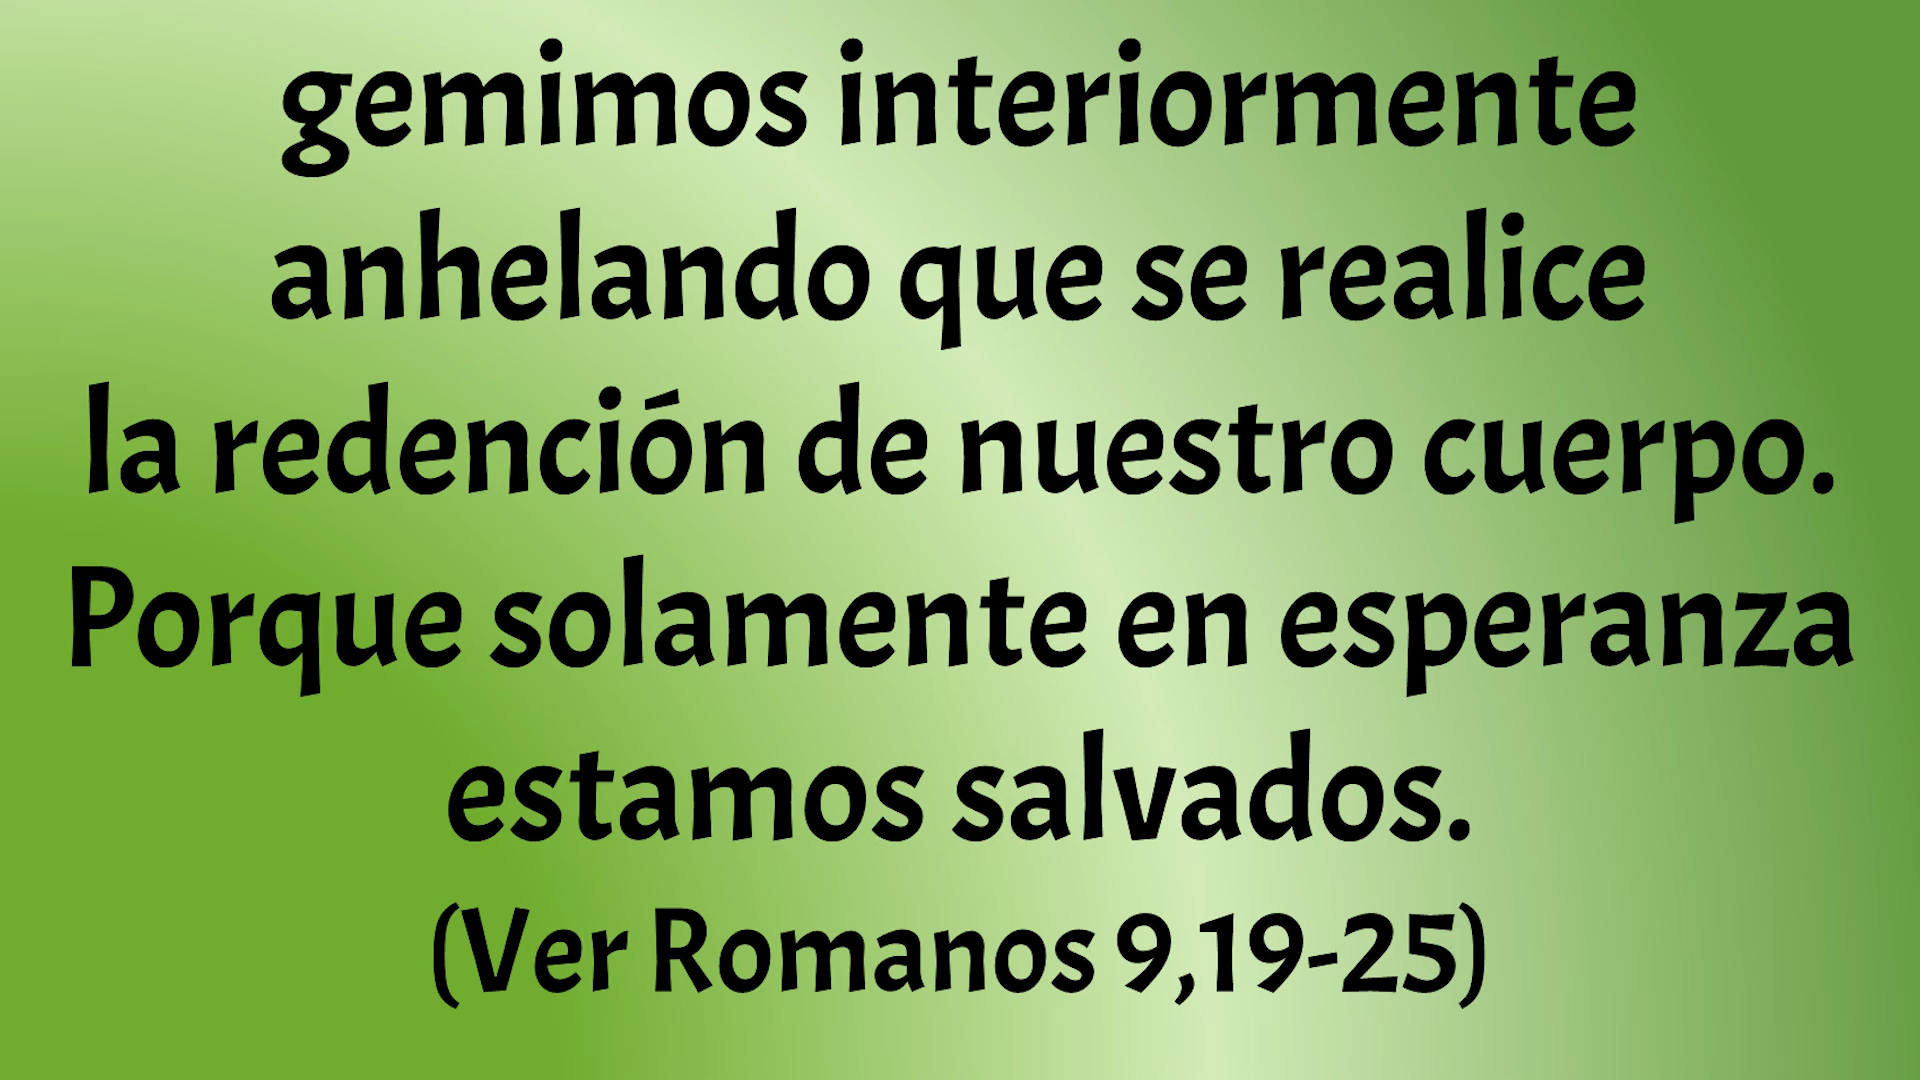 gemimos interiormente
anhelando que se realice
la redención de nuestro cuerpo.
Porque solamente en esperanza
estamos salvados.
(Ver Romanos 9,19-25)